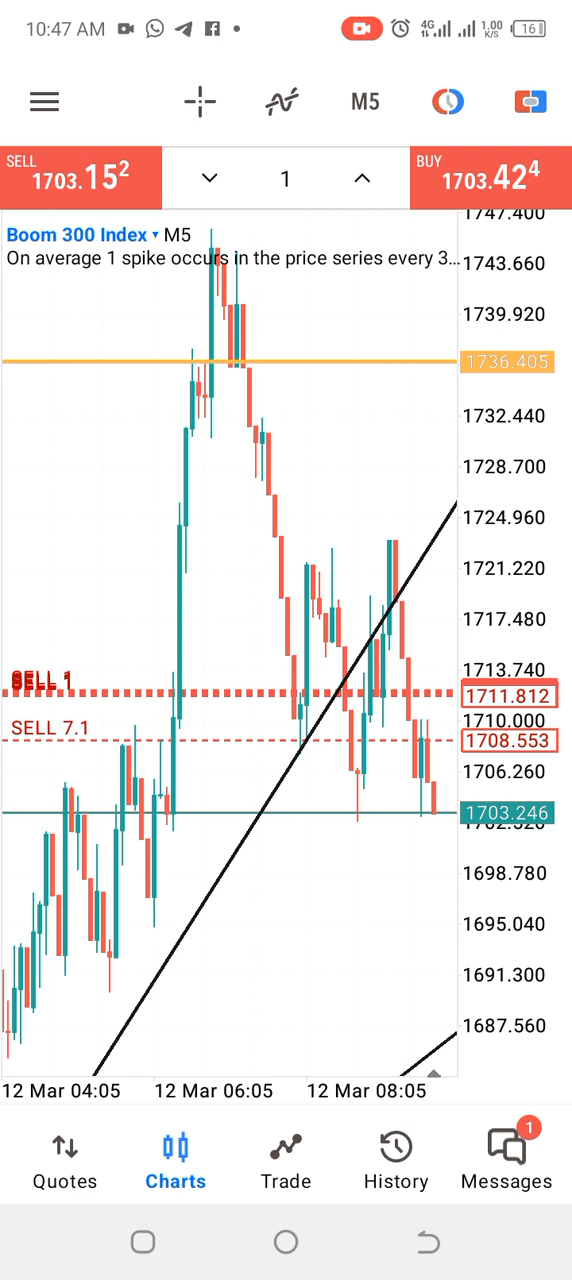 10:47 AM
4G
1.00
K/S
16
M5
SELL
1703.15²
1
BUY
1703.42⁴
Boom 300 Index ▾ M5
On average 1 spike occurs in the price series every 3...
1747.400
1743.660
1739.920
1736.405
1732.440
1728.700
1724.960
1721.220
1717.480
1713.740
SELL 1
1711.812
1710.000
SELL 7.1
1708.553
1706.260
1703.246
1702.520
1698.780
1695.040
1691.300
1687.560
12 Mar 04:05
12 Mar 06:05
12 Mar 08:05
1
Quotes
Charts
Trade
History
Messages